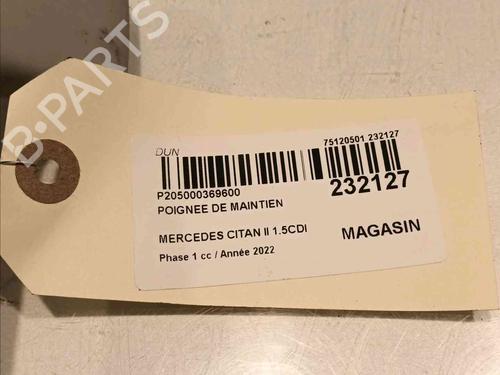 B-PARTS
DUN
75120501 232127
P205000369600
232127
POIGNEE DE MAINTIEN
MERCEDES CITAN II 1.5CDI
MAGASIN
Phase 1 cc / Année 2022